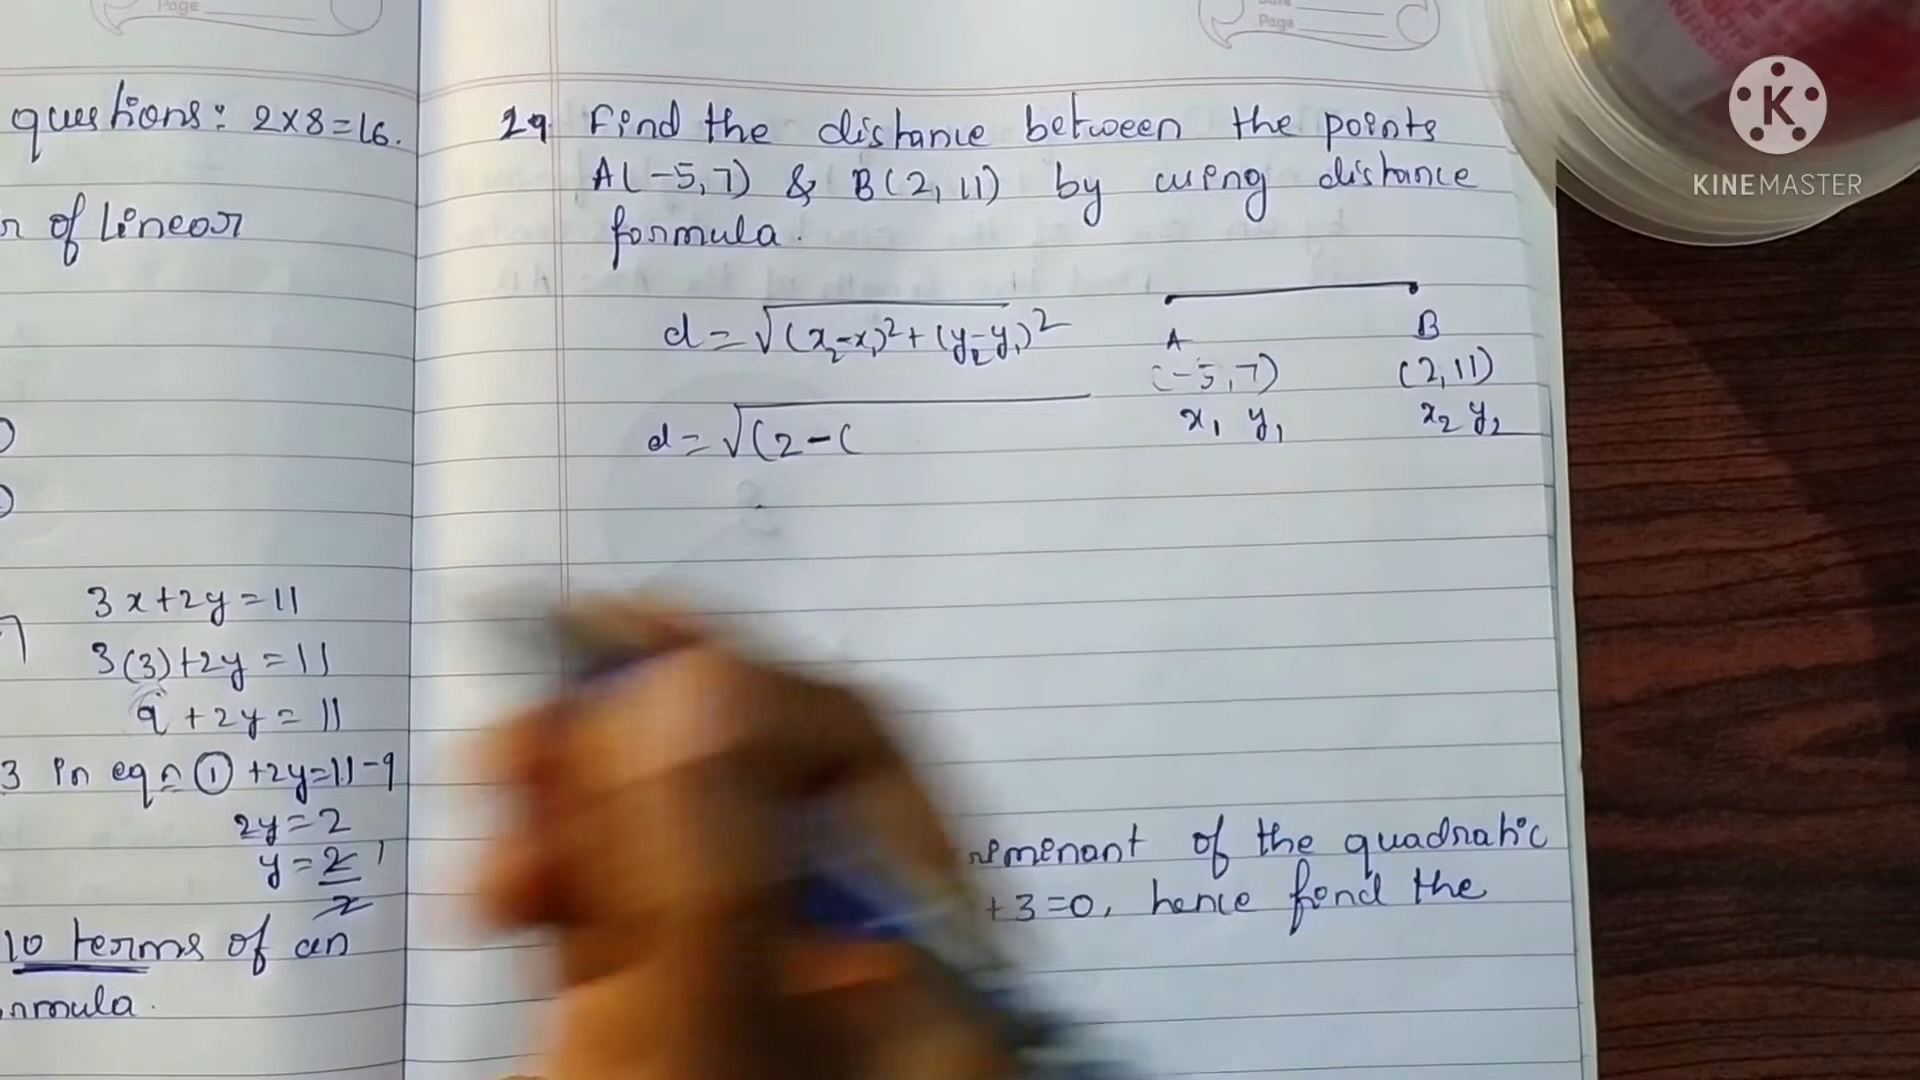 Page
Page
questions: 2×8=16.
of linear
3x+2y=11
3(3)+2y=11
9+2y=11
3 in eqn ① +2y=11-9
2y=2
y=2/2 1
10 terms of an
29. Find the distance between the points
A(-5,7) & B(2,11) by using distance
formula.
d=√(x₂-x₁)²+(y₂-y₁)²
A B
(-5,7) (2,11)
x₁ y₁ x₂ y₂
d=√(2-(
of the quadratic
+3=0, hence find the
K
KINEMASTER